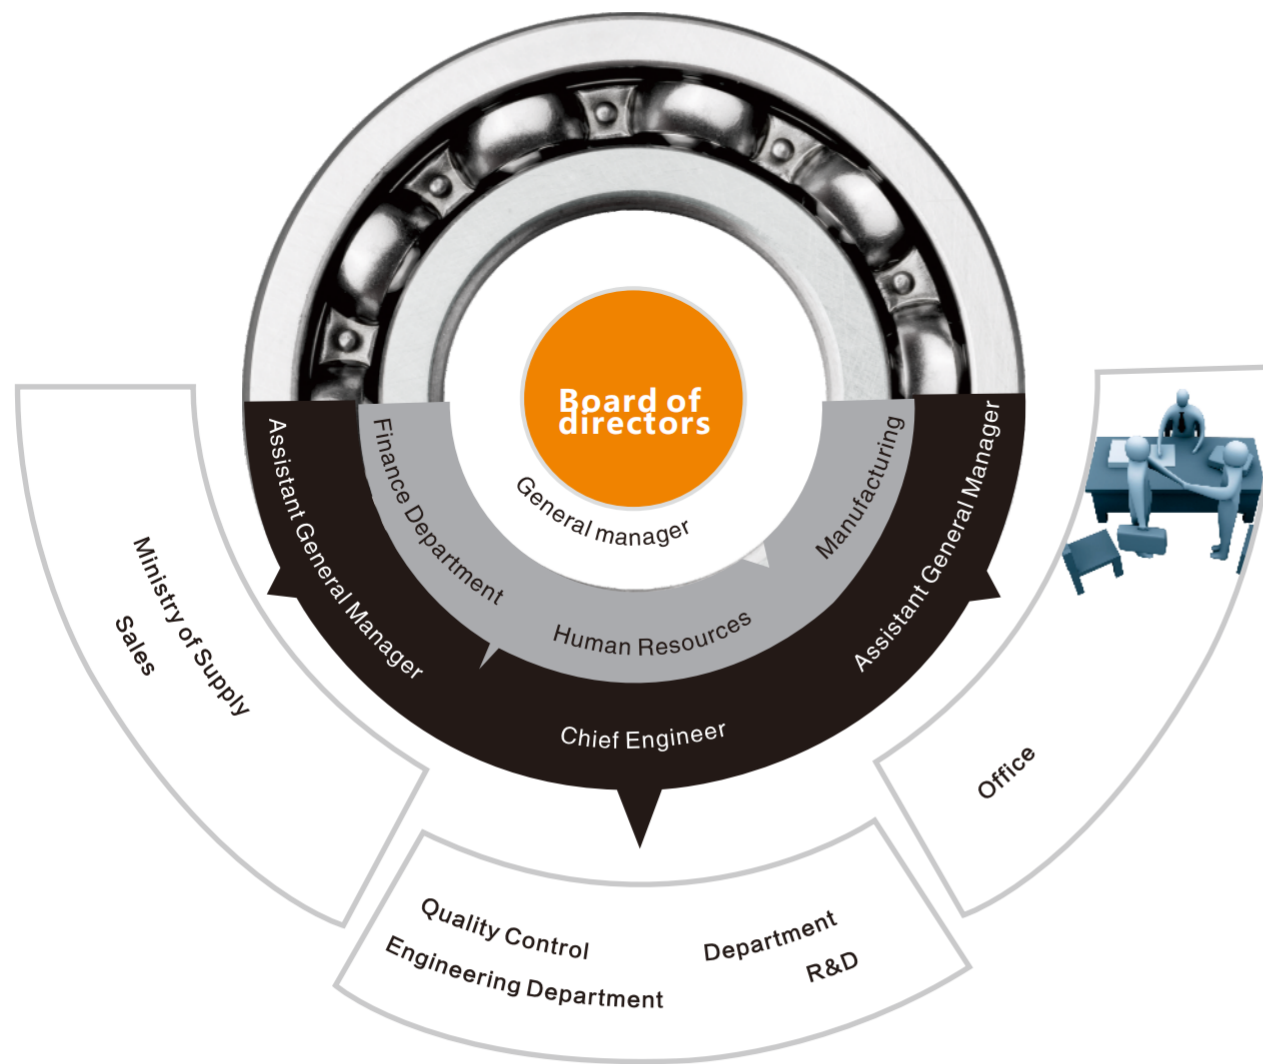 Board of
directors
General manager
Finance Department
Human Resources
Manufacturing
Assistant General Manager
Chief Engineer
Assistant General Manager
Ministry of Supply
Sales
Quality Control
Engineering Department
Department
R&D
Office